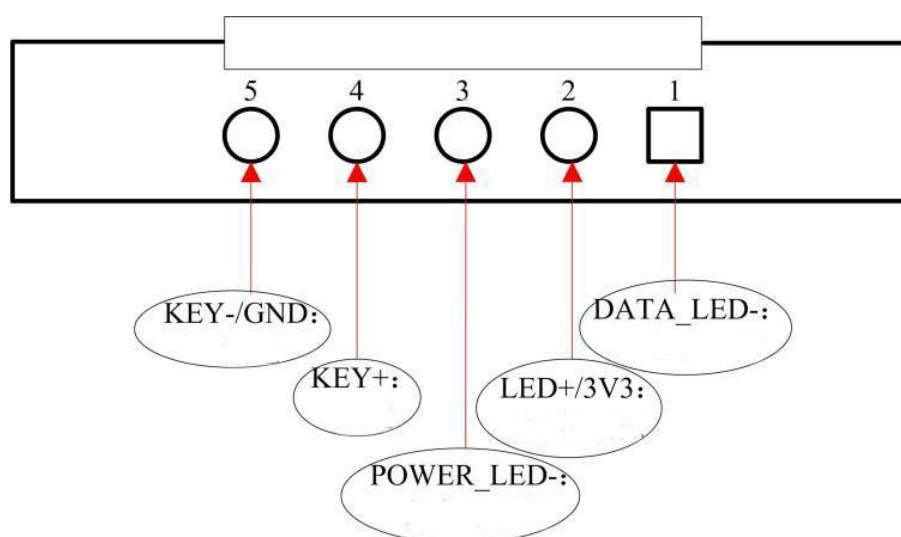 5 4 3 2 1
KEY-/GND：
DATA_LED-：
KEY+：
LED+/3V3：
POWER_LED-：